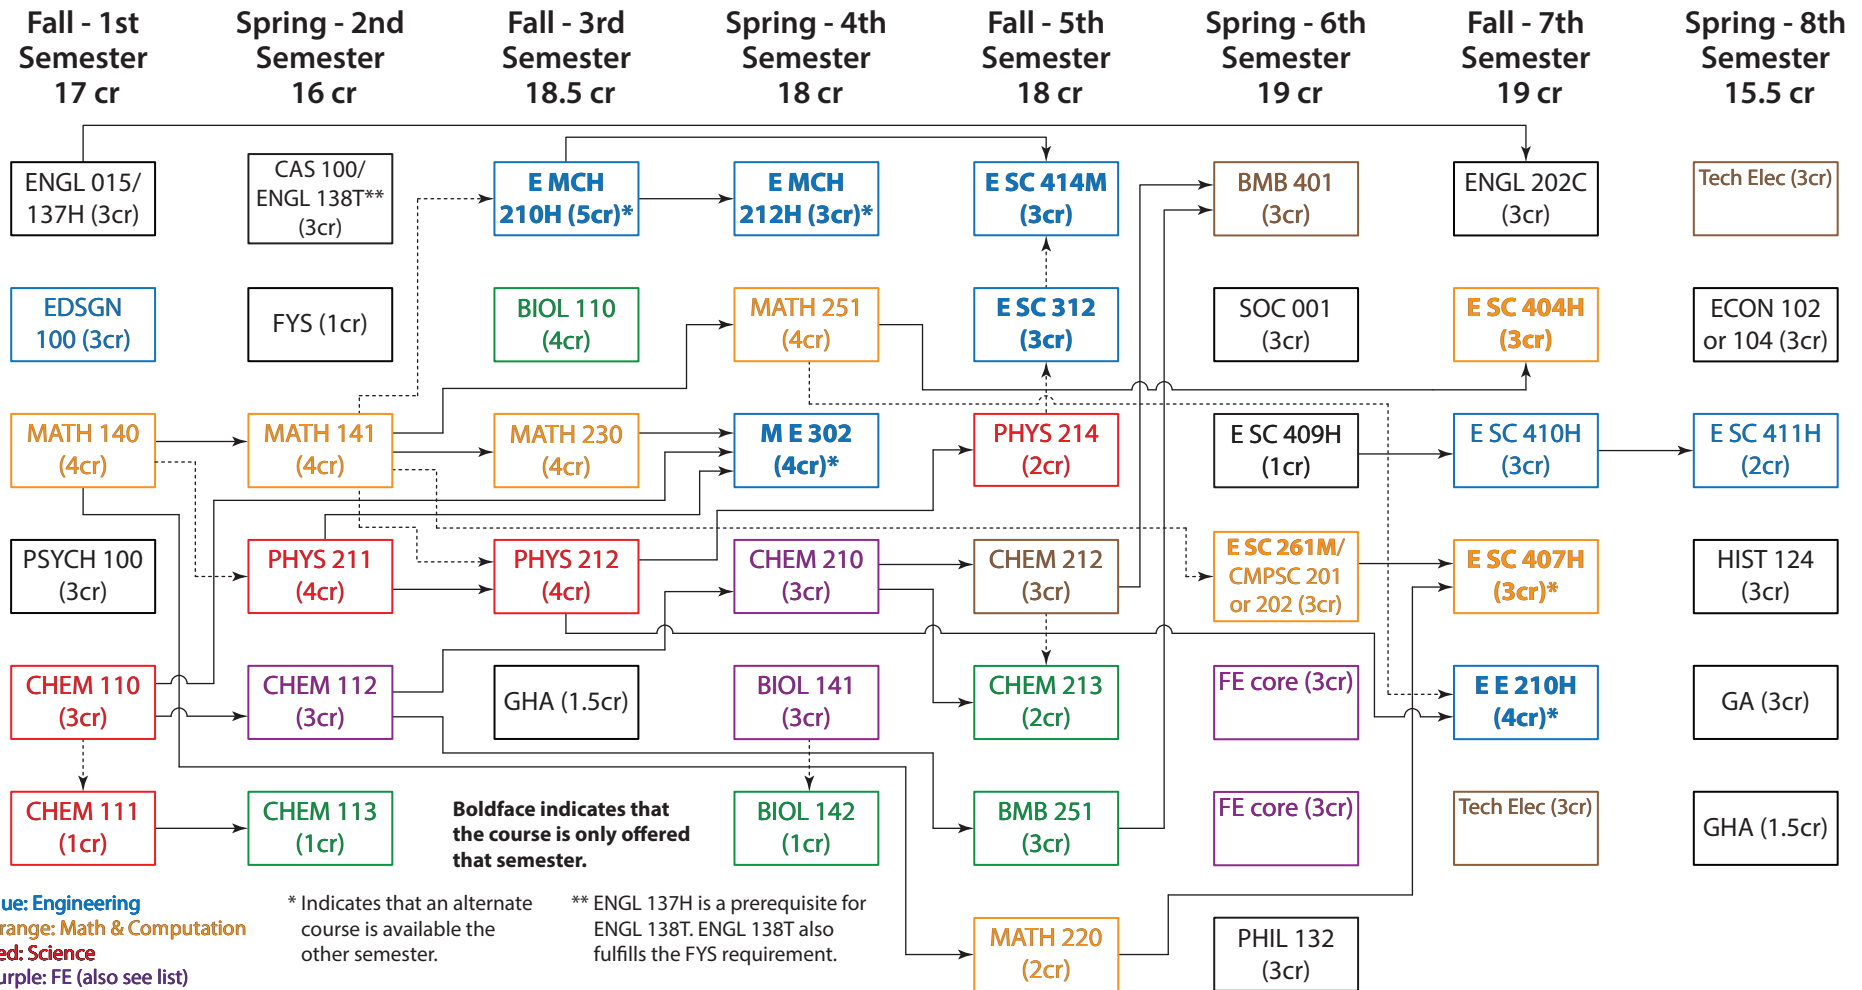 Fall - 1st
Semester
17 cr
Spring - 2nd
Semester
16 cr
Fall - 3rd
Semester
18.5 cr
Spring - 4th
Semester
18 cr
Fall - 5th
Semester
18 cr
Spring - 6th
Semester
19 cr
Fall - 7th
Semester
19 cr
Spring - 8th
Semester
15.5 cr
ENGL 015/
137H (3cr)
CAS 100/
ENGL 138T**
(3cr)
E MCH
210H (5cr)*
E MCH
212H (3cr)*
E SC 414M
(3cr)
BMB 401
(3cr)
ENGL 202C
(3cr)
Tech Elec (3cr)
EDSGN
100 (3cr)
FYS (1cr)
BIOL 110
(4cr)
MATH 251
(4cr)
E SC 312
(3cr)
SOC 001
(3cr)
E SC 404H
(3cr)
ECON 102
or 104 (3cr)
MATH 140
(4cr)
MATH 141
(4cr)
MATH 230
(4cr)
M E 302
(4cr)*
PHYS 214
(2cr)
E SC 409H
(1cr)
E SC 410H
(3cr)
E SC 411H
(2cr)
PSYCH 100
(3cr)
PHYS 211
(4cr)
PHYS 212
(4cr)
CHEM 210
(3cr)
CHEM 212
(3cr)
E SC 261M/
CMPSC 201
or 202 (3cr)
E SC 407H
(3cr)*
HIST 124
(3cr)
CHEM 110
(3cr)
CHEM 112
(3cr)
GHA (1.5cr)
BIOL 141
(3cr)
CHEM 213
(2cr)
FE core (3cr)
E E 210H
(4cr)*
GA (3cr)
CHEM 111
(1cr)
CHEM 113
(1cr)
Boldface indicates that
the course is only offered
that semester.
BIOL 142
(1cr)
BMB 251
(3cr)
FE core (3cr)
Tech Elec (3cr)
GHA (1.5cr)
ue: Engineering
range: Math & Computation
ed: Science
urple: FE (also see list)
* Indicates that an alternate
course is available the
other semester.
** ENGL 137H is a prerequisite for
ENGL 138T. ENGL 138T also
fulfills the FYS requirement.
MATH 220
(2cr)
PHIL 132
(3cr)